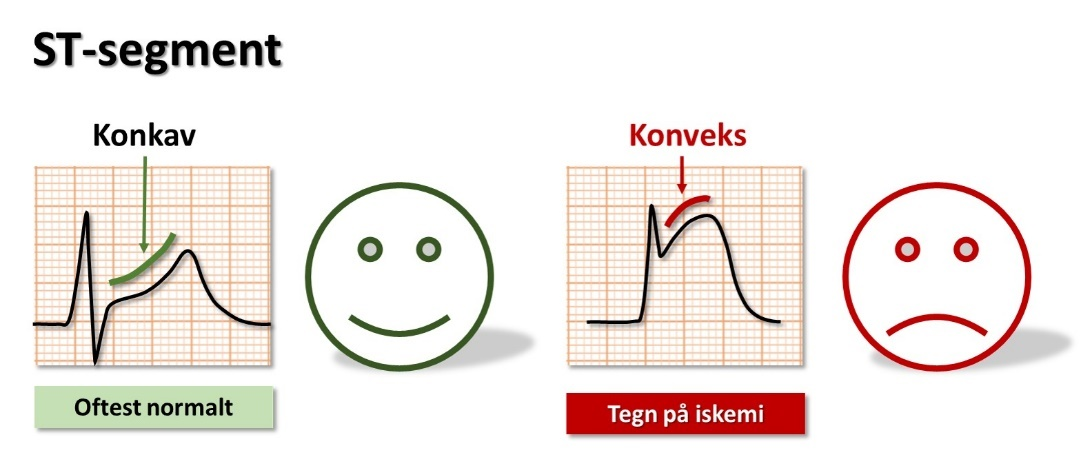 ST-segment
Konkav
Konveks
Oftest normalt
Tegn på iskemi